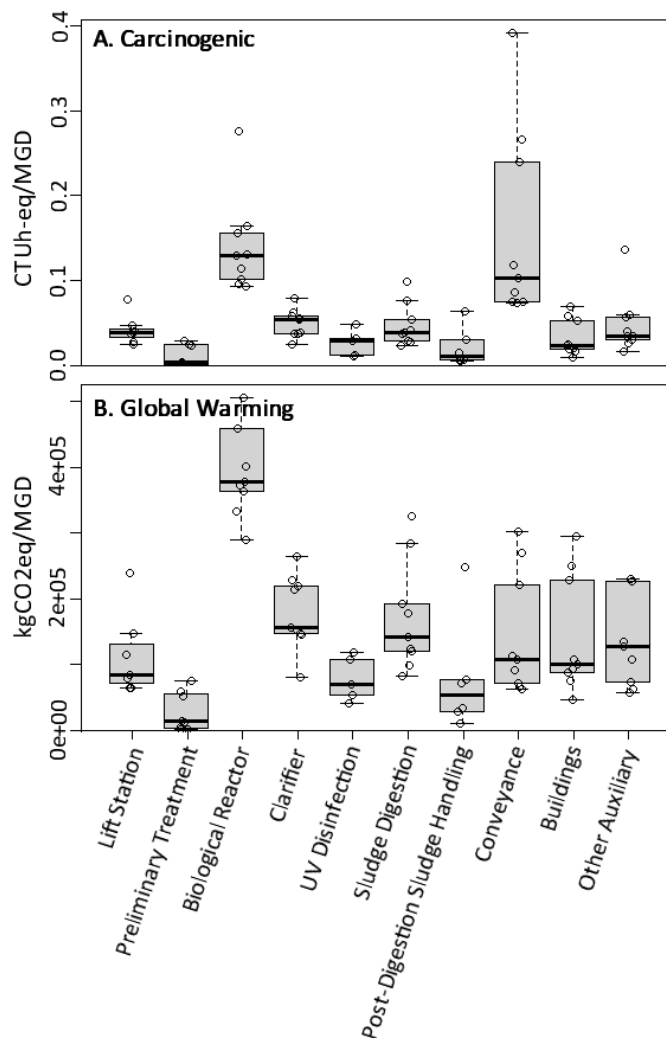 A. Carcinogenic
CTUh-eq/MGD
0.4
0.3
0.2
0.1
0.0
B. Global Warming
kgCO2eq/MGD
4e+05
2e+05
0e+00
Lift Station
Preliminary Treatment
Biological Reactor
Clarifier
UV Disinfection
Sludge Digestion
Post-Digestion Sludge Handling
Conveyance
Buildings
Other Auxiliary